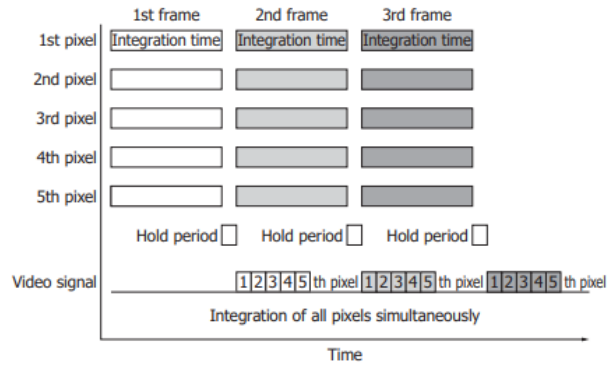 1st frame 2nd frame 3rd frame
1st pixel Integration time Integration time Integration time
2nd pixel
3rd pixel
4th pixel
5th pixel
Hold period Hold period Hold period
Video signal 1 2 3 4 5 th pixel 1 2 3 4 5 th pixel 1 2 3 4 5 th pixel
Integration of all pixels simultaneously
Time